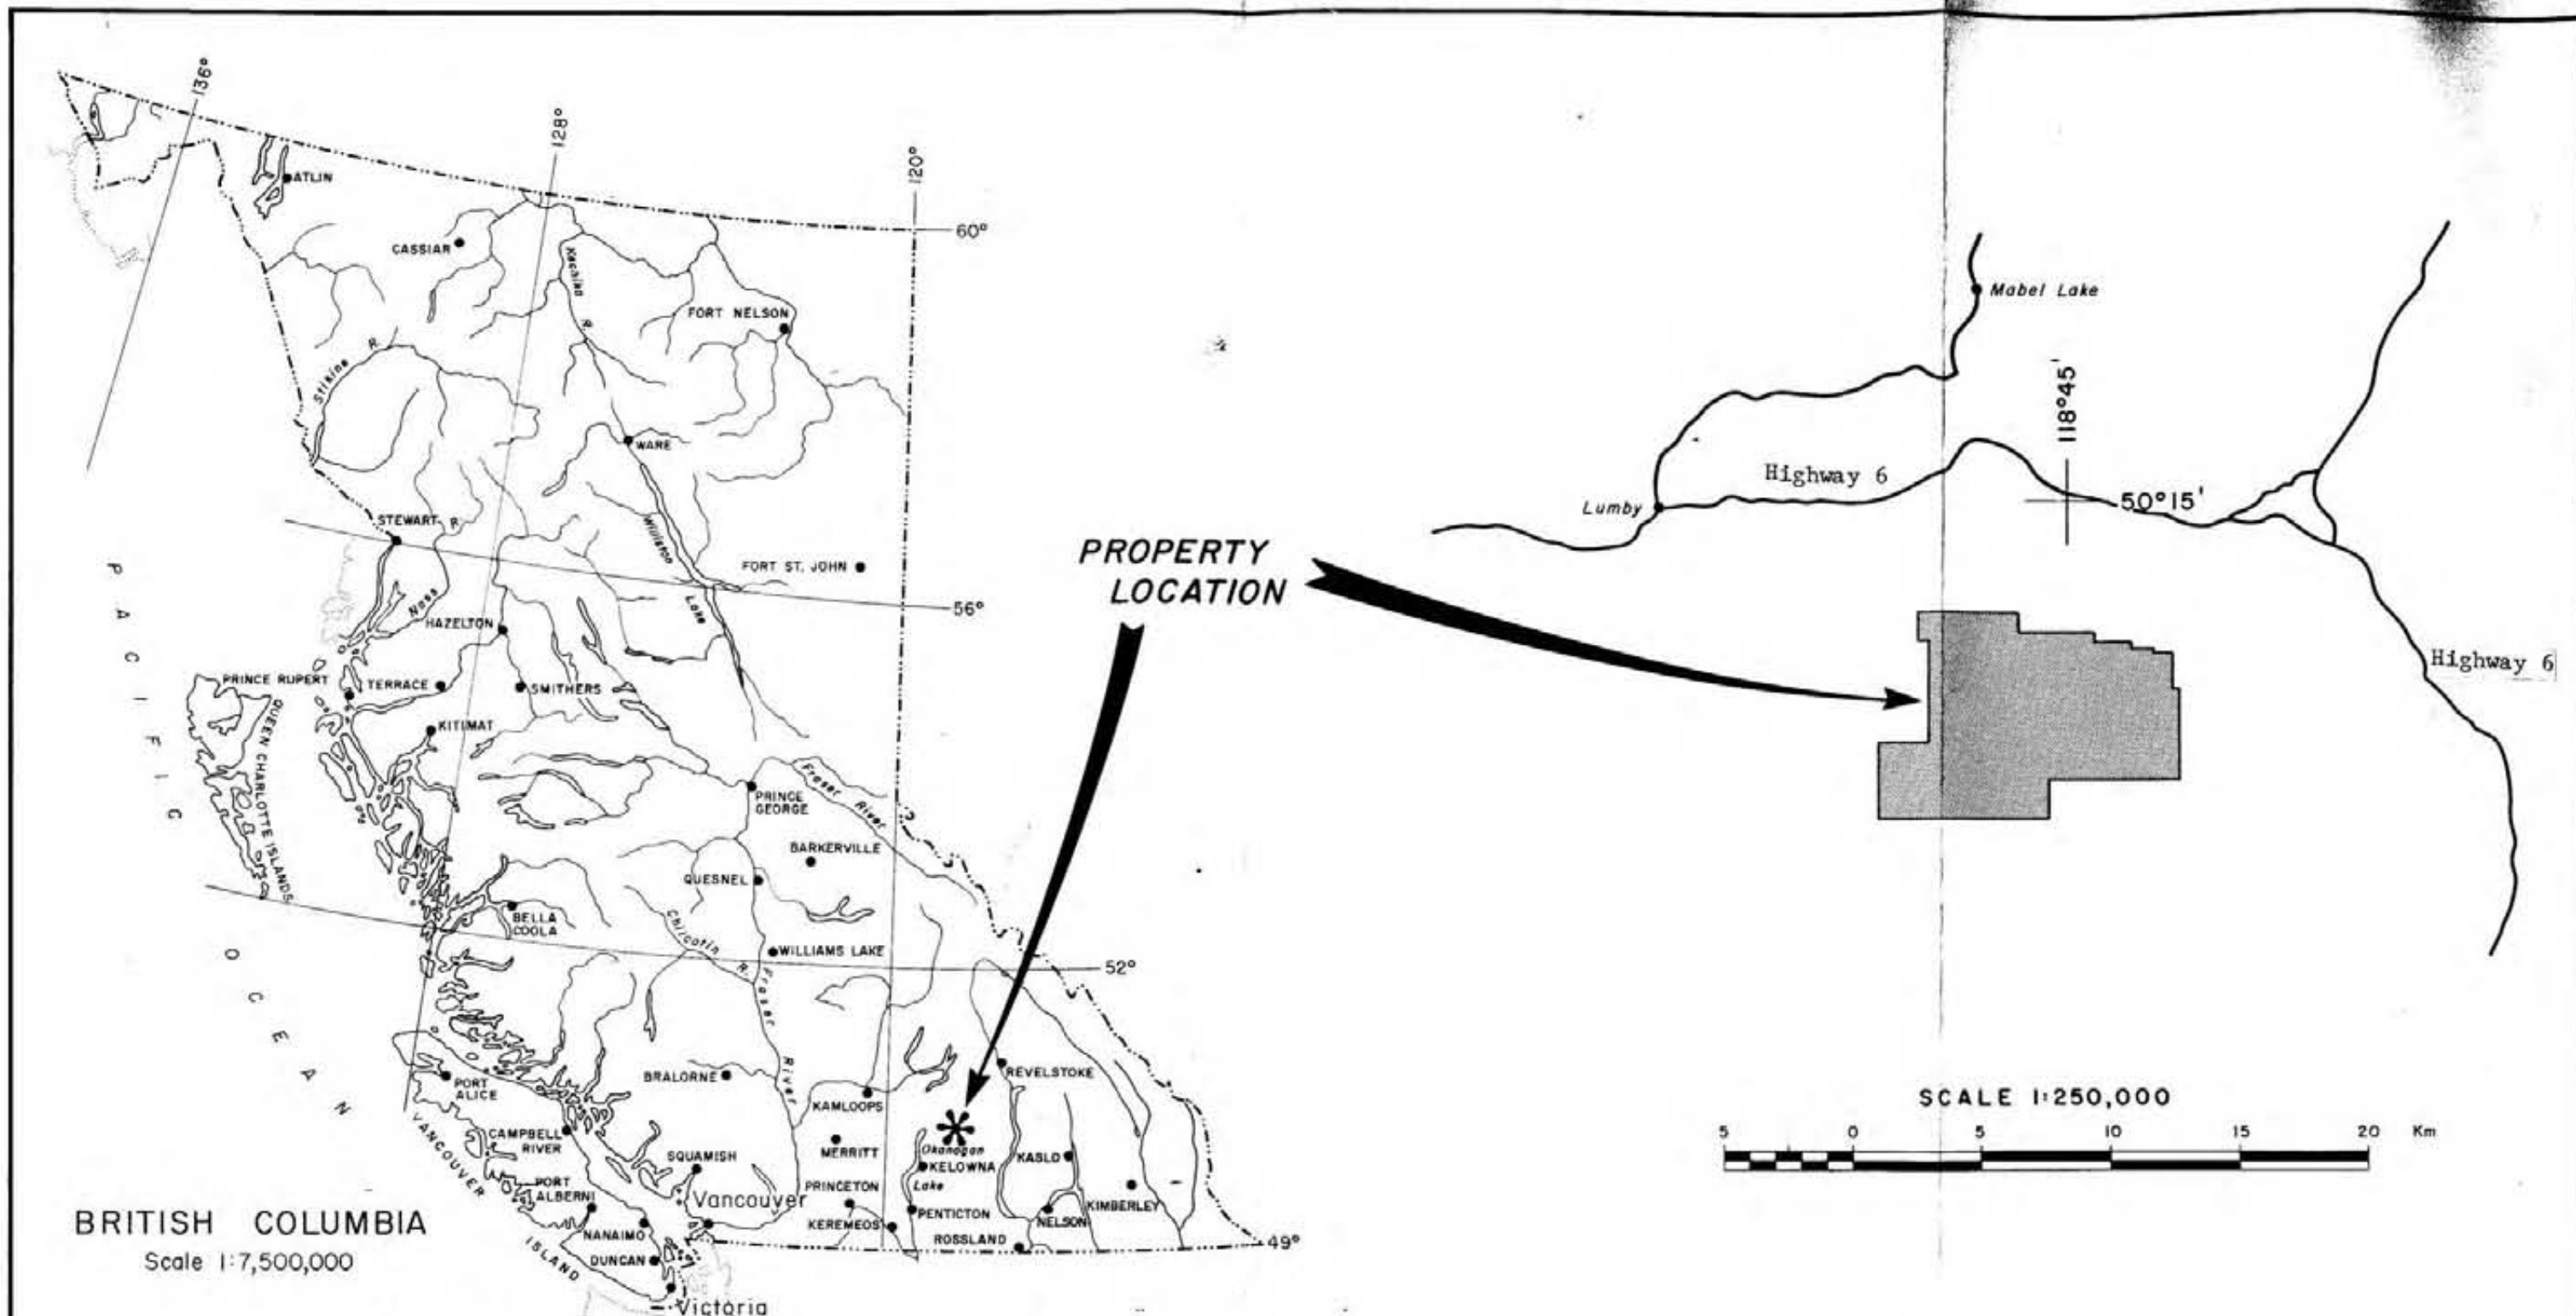 136°
128°
120°
ATLIN
60°
CASSIAR
Kechika
R.
FORT NELSON
Stikine R.
WARE
STEWART
R.
Williston
Lake
FORT ST. JOHN
56°
Nass
HAZELTON
PRINCE RUPERT
TERRACE
SMITHERS
KITIMAT
QUEEN CHARLOTTE ISLANDS
PACIFIC
OCEAN
PRINCE
GEORGE
Fraser River
BARKERVILLE
QUESNEL
BELLA
COOLA
Chilcotin R.
WILLIAMS LAKE
52°
Fraser
River
PORT
ALICE
BRALORNE
REVELSTOKE
KAMLOOPS
CAMPBELL
RIVER
MERRITT
Okanagan
Lake
KELOWNA
KASLO
SQUAMISH
VANCOUVER
ISLAND
PORT
ALBERNI
Vancouver
PRINCETON
KIMBERLEY
PENTICTON
NELSON
KEREMEOS
NANAIMO
ROSSLAND
49°
DUNCAN
Victoria
BRITISH COLUMBIA
Scale 1:7,500,000
PROPERTY
LOCATION
Mabel Lake
118°45'
Highway 6
Lumby
50°15'
Highway 6
SCALE 1:250,000
5 0 5 10 15 20 Km